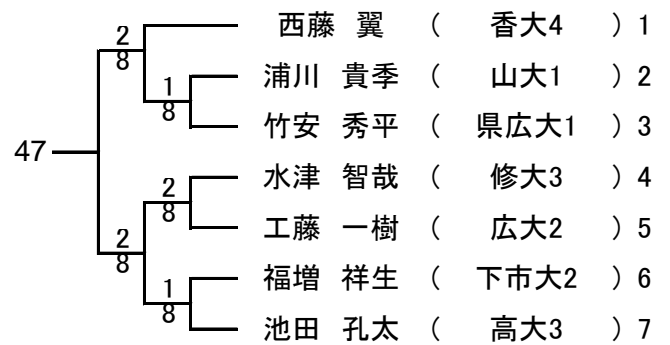 西藤 翼 ( 香大4 ) 1
2
8
浦川 貴季 ( 山大1 ) 2
1
8
竹安 秀平 ( 県広大1 ) 3
47
水津 智哉 ( 修大3 ) 4
2
8
工藤 一樹 ( 広大2 ) 5
2
8
福増 祥生 ( 下市大2 ) 6
1
8
池田 孔太 ( 高大3 ) 7